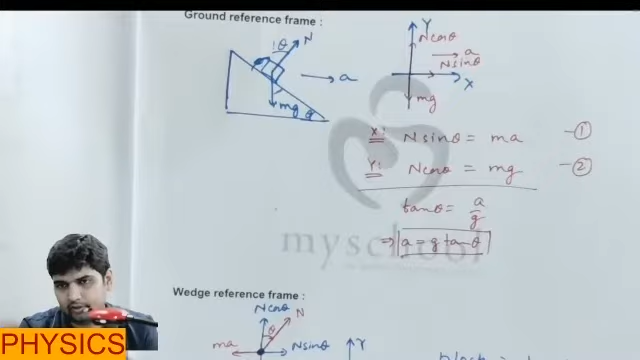 Ground reference frame :
θ
N
a
mg
θ
Y
Ncosθ
a
Nsinθ
X
mg
X: Nsinθ = ma —①
Y: Ncosθ = mg —②
tanθ = a/g
⇒ a = g tanθ
myschool
Wedge reference frame :
Ncosθ
N
θ
ma
Nsinθ
Y
PHYSICS